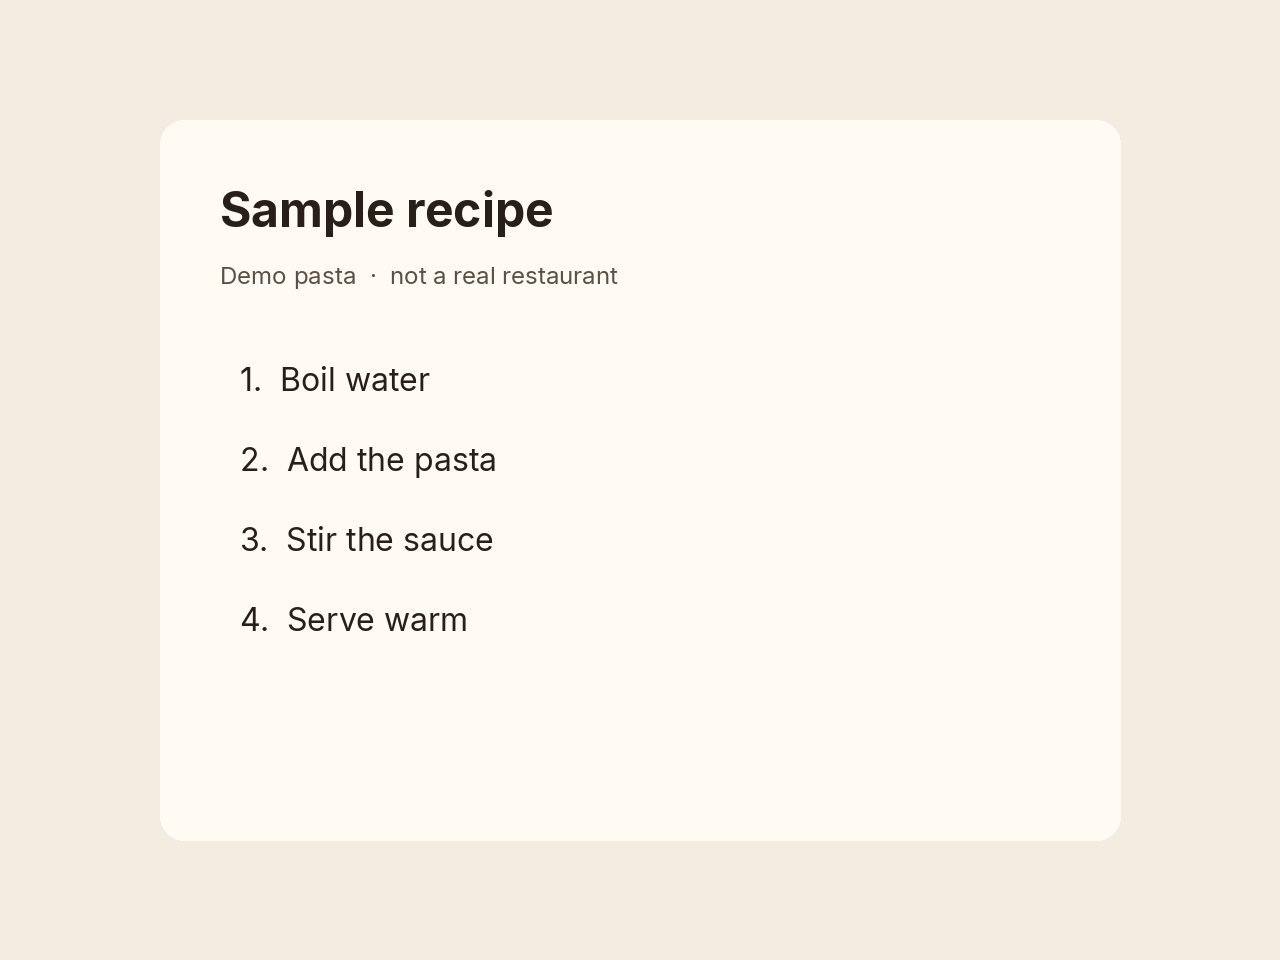 Sample recipe
Demo pasta · not a real restaurant
1. Boil water
2. Add the pasta
3. Stir the sauce
4. Serve warm